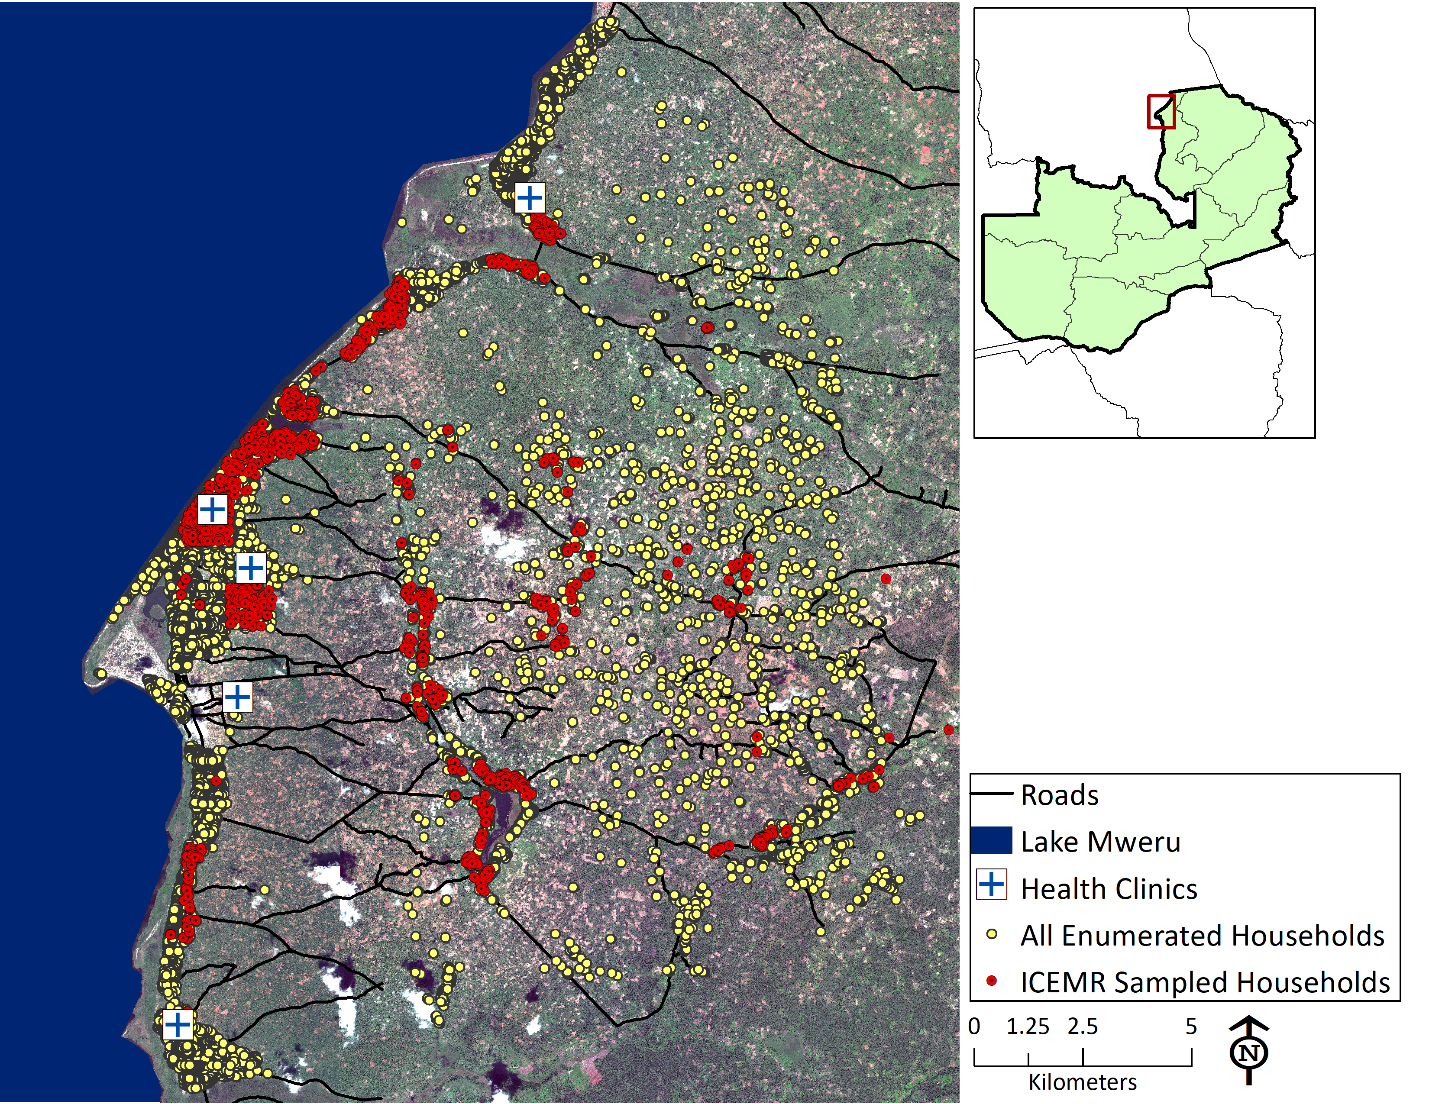 Roads
Lake Mweru
Health Clinics
All Enumerated Households
ICEMR Sampled Households
0 1.25 2.5 5
Kilometers
N